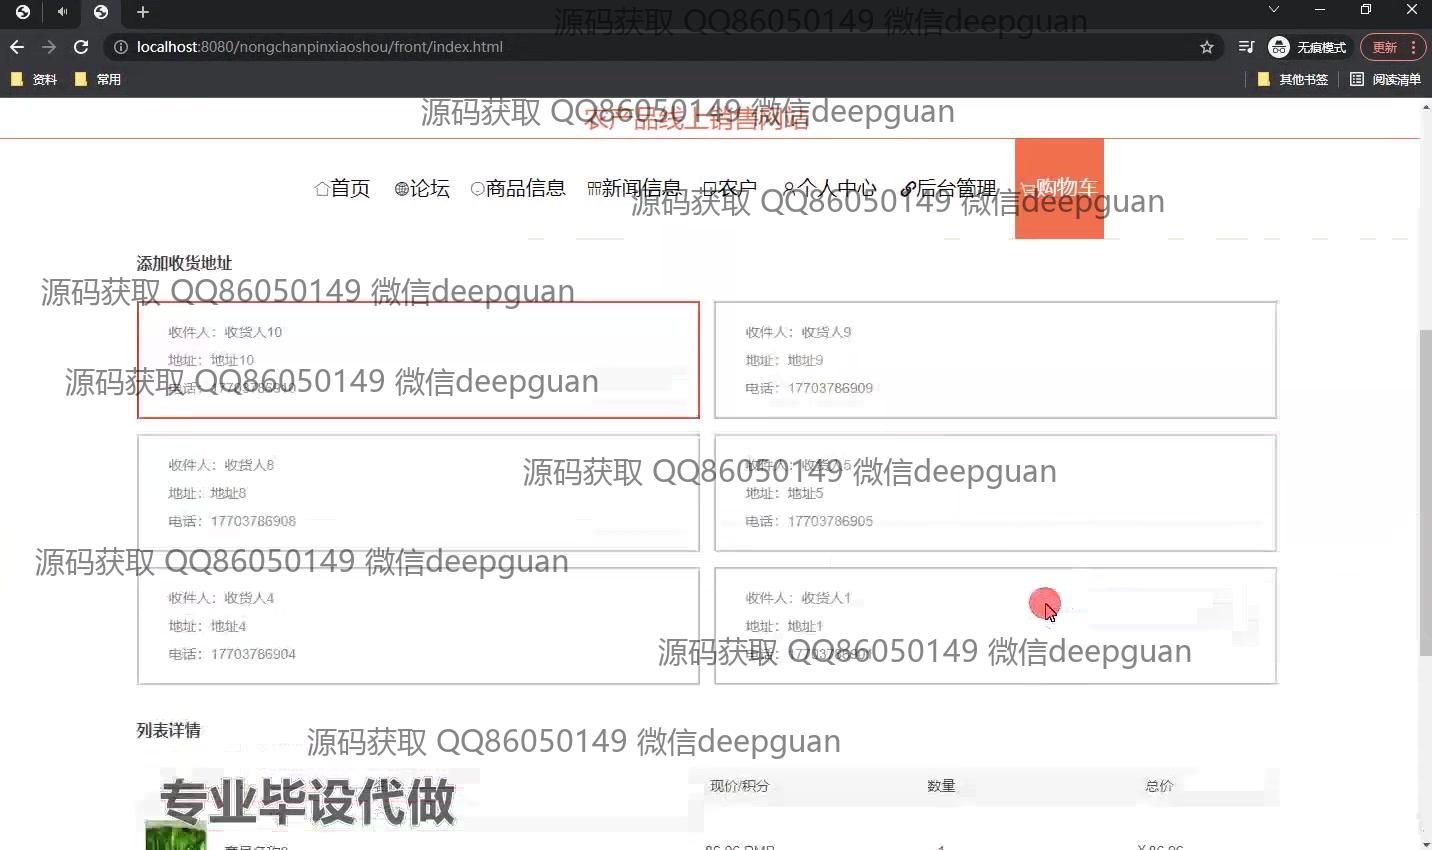 源码获取 QQ86050149 微信deepguan
localhost:8080/nongchanpinxiaoshou/front/index.html
无痕模式
更新
资料
常用
其他书签
阅读清单
源码获取 QQ86050149 微信deepguan
农产品线上销售网站
首页
论坛
商品信息
新闻信息
农户
个人中心
后台管理
购物车
源码获取 QQ86050149 微信deepguan
添加收货地址
源码获取 QQ86050149 微信deepguan
收件人：收货人10
地址：地址10
电话：17703786910
收件人：收货人9
地址：地址9
电话：17703786909
源码获取 QQ86050149 微信deepguan
收件人：收货人8
地址：地址8
电话：17703786908
收件人：收货人5
地址：地址5
电话：17703786905
源码获取 QQ86050149 微信deepguan
源码获取 QQ86050149 微信deepguan
收件人：收货人4
地址：地址4
电话：17703786904
收件人：收货人1
地址：地址1
电话：17703786901
源码获取 QQ86050149 微信deepguan
列表详情
源码获取 QQ86050149 微信deepguan
专业毕设代做
现价/积分
数量
总价